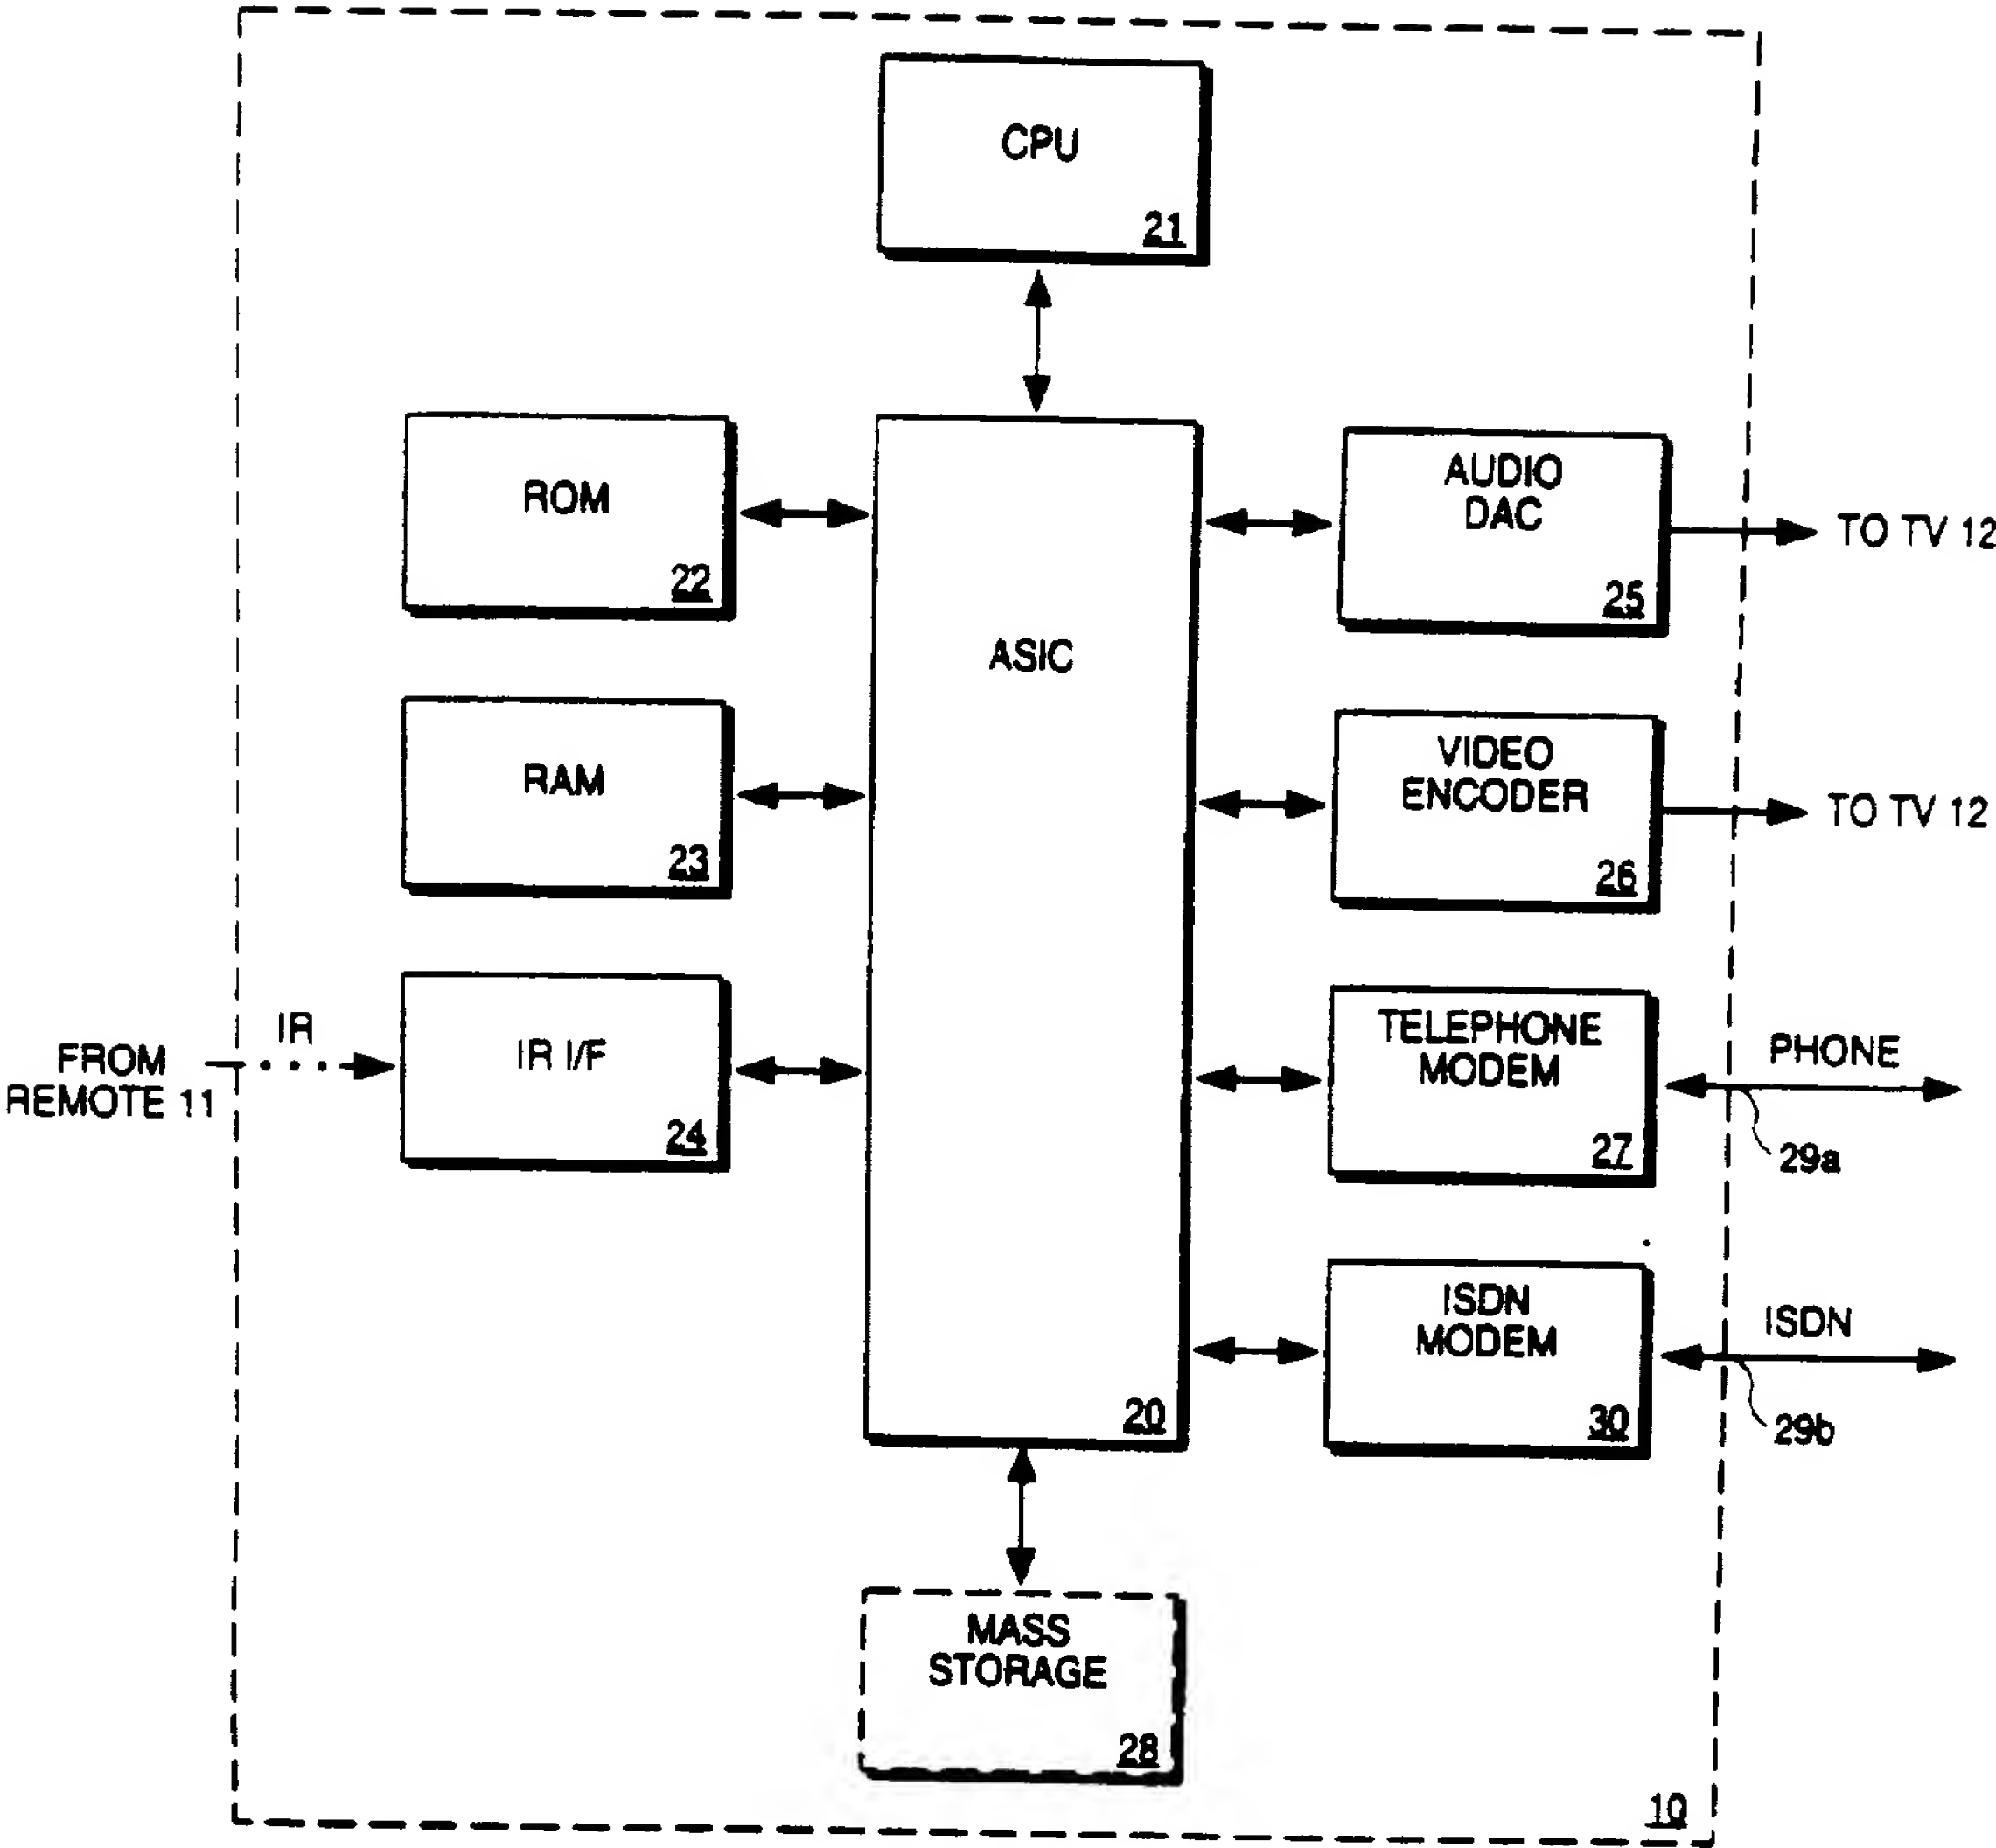 CPU
21
ROM
22
AUDIO
DAC
25
TO TV 12
ASIC
20
RAM
23
VIDEO
ENCODER
26
TO TV 12
FROM
REMOTE 11
IR
IR I/F
24
TELEPHONE
MODEM
27
PHONE
29a
ISDN
MODEM
30
ISDN
29b
MASS
STORAGE
28
10